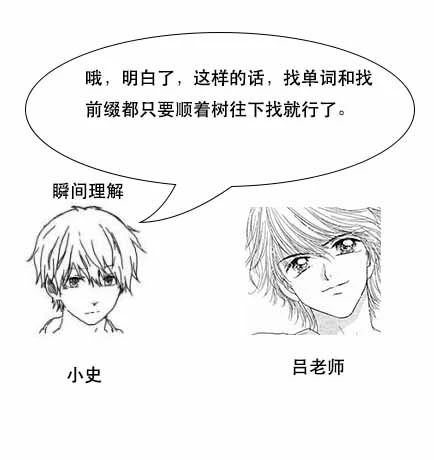 哦，明白了，这样的话，找单词和找
前缀都只要顺着树往下找就行了。
瞬间理解
小史
吕老师